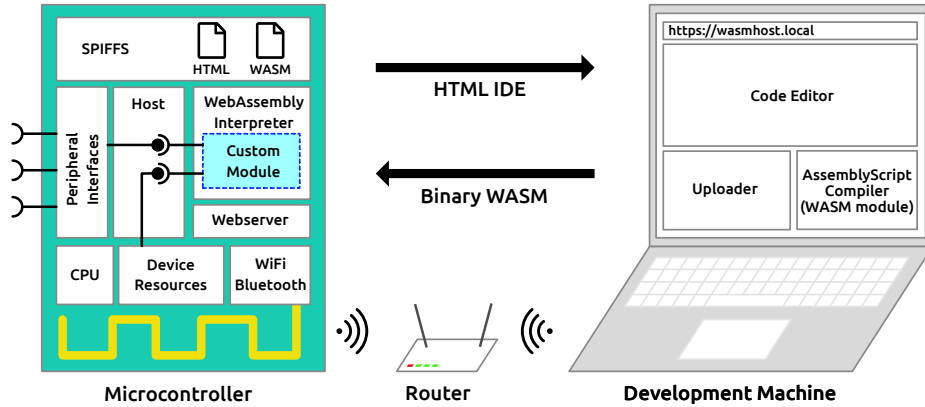 SPIFFS
HTML
WASM
Peripheral
Interfaces
Host
WebAssembly
Interpreter
Custom
Module
Webserver
CPU
Device
Resources
WiFi
Bluetooth
Microcontroller
HTML IDE
Binary WASM
Router
https://wasmhost.local
Code Editor
Uploader
AssemblyScript
Compiler
(WASM module)
Development Machine